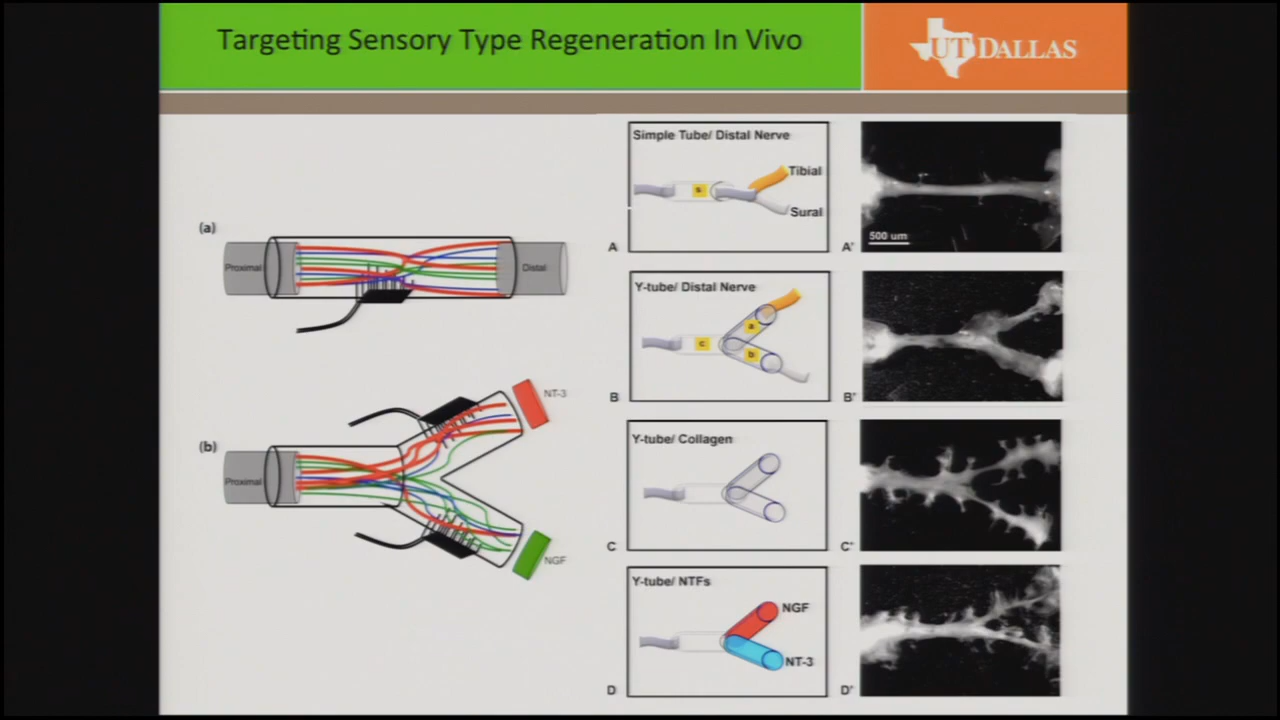 Targeting Sensory Type Regeneration In Vivo
UT DALLAS
(a)
Proximal
Distal
(b)
Proximal
NT-3
NGF
Simple Tube/ Distal Nerve
s
Tibial
Sural
A
A'
500 um
Y-tube/ Distal Nerve
a
c
b
B
B'
Y-tube/ Collagen
C
C'
Y-tube/ NTFs
NGF
NT-3
D
D'